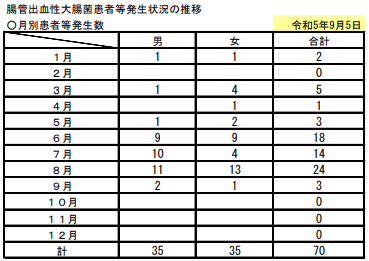 腸管出血性大腸菌患者等発生状況の推移
〇月別患者等発生数 令和5年9月5日
男 女 合計
1月 1 1 2
2月 0
3月 1 4 5
4月 1 1
5月 1 2 3
6月 9 9 18
7月 10 4 14
8月 11 13 24
9月 2 1 3
10月 0
11月 0
12月 0
計 35 35 70